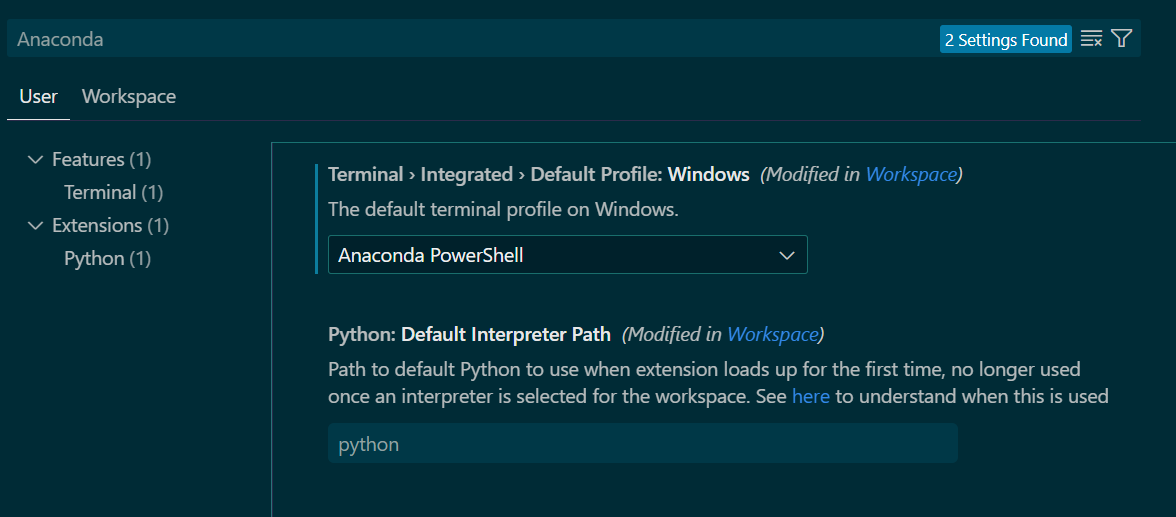 Anaconda
2 Settings Found
User Workspace
Features (1)
Terminal (1)
Extensions (1)
Python (1)
Terminal › Integrated › Default Profile: Windows (Modified in Workspace)
The default terminal profile on Windows.
Anaconda PowerShell
Python: Default Interpreter Path (Modified in Workspace)
Path to default Python to use when extension loads up for the first time, no longer used
once an interpreter is selected for the workspace. See here to understand when this is used
python